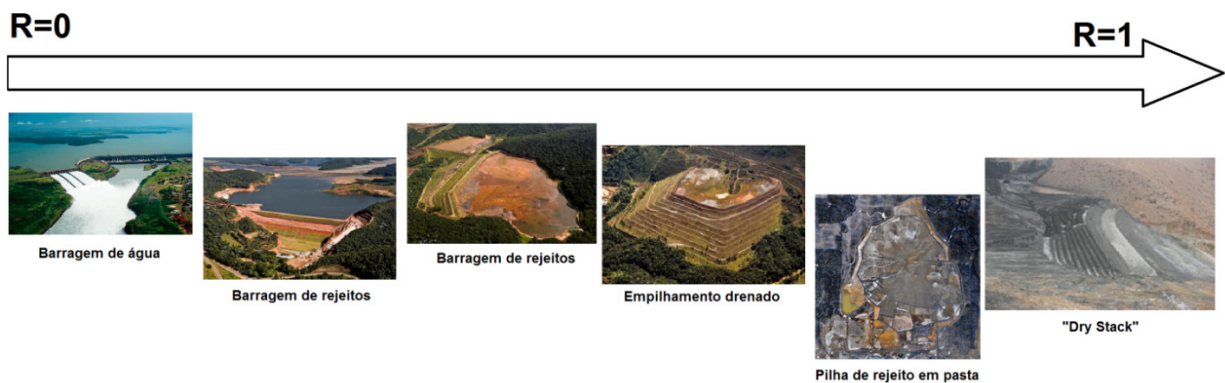 R=0
R=1
Barragem de água
Barragem de rejeitos
Barragem de rejeitos
Empilhamento drenado
Pilha de rejeito em pasta
"Dry Stack"